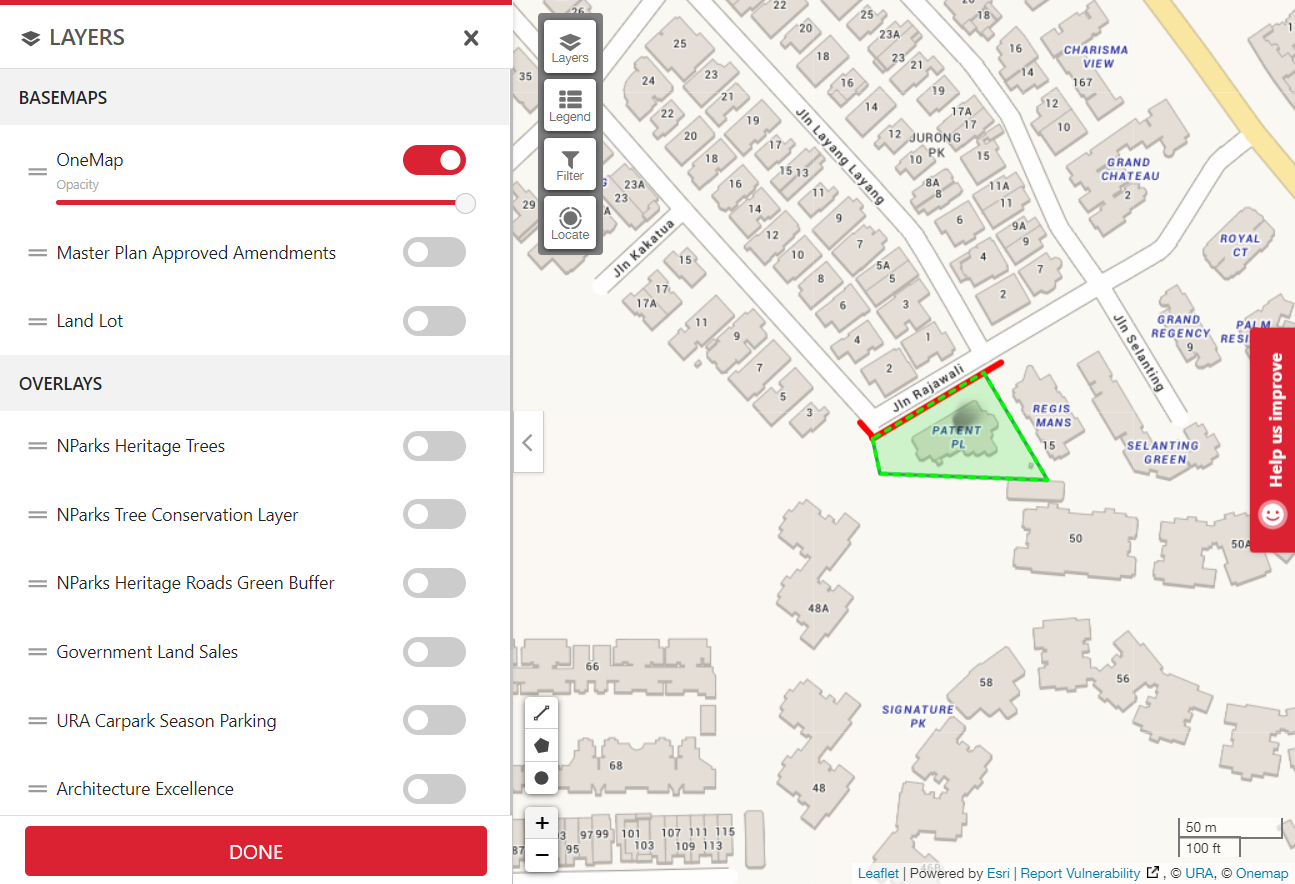 LAYERS
BASEMAPS
OneMap
Opacity
Master Plan Approved Amendments
Land Lot
OVERLAYS
NParks Heritage Trees
NParks Tree Conservation Layer
NParks Heritage Roads Green Buffer
Government Land Sales
URA Carpark Season Parking
Architecture Excellence
DONE
Layers
Legend
Filter
Locate
26
22
25
18
20
23A
18
23
21
16
14
CHARISMA
VIEW
167
25
23
24
21
22
19
20
17
18
15 13
16
11
14
9
12
7
10
5A
5
8
3
6
1
4
2
16
14
19
17A
17
12
JURONG
PK
10
15
8A
8
11A
11
6
9A
9
4
7
2
12
10
GRAND
CHATEAU
2
ROYAL
CT
35
23A
23
29
Jln Kakatua
Jln Layang Layang
15
17
17A
11
9
7
5
3
Jln Rajawali
Jln Selanting
GRAND
REGENCY
9
PALM
RESI
PATENT
PL
REGIS
MANS
15
SELANTING
GREEN
50
50A
48A
66
58
56
SIGNATURE
PK
68
48
97 99
95
101
103
107
109
111
113
115
+
−
Help us improve
50 m
100 ft
Leaflet | Powered by Esri | Report Vulnerability , © URA, © Onemap